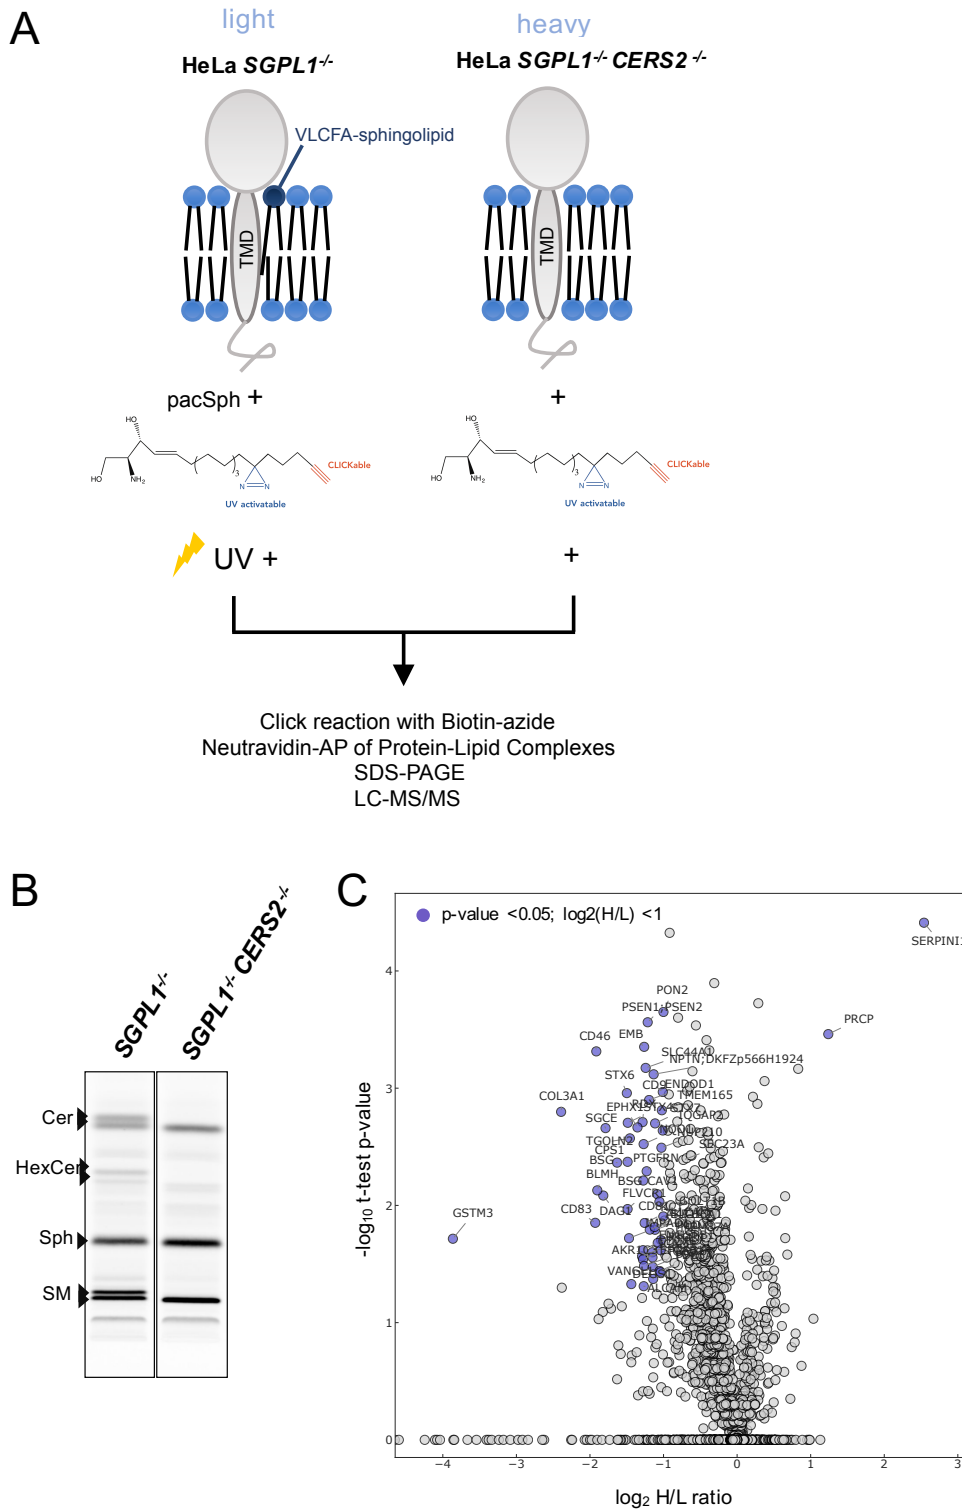 A
light
heavy
HeLa SGPL1-/-
HeLa SGPL1-/- CERS2 -/-
VLCFA-sphingolipid
TMD
TMD
pacSph +
+
HO
HO
NH2
3
N
N
CLICKable
UV activatable
HO
HO
NH2
3
N
N
CLICKable
UV activatable
UV +
+
Click reaction with Biotin-azide
Neutravidin-AP of Protein-Lipid Complexes
SDS-PAGE
LC-MS/MS
B
SGPL1-/-
SGPL1-/- CERS2-/-
Cer
HexCer
Sph
SM
C
p-value <0.05; log2(H/L) <1
SERPINI1
PON2
PSEN1;PSEN2
PRCP
EMB
CD46
SLC44A1
NPTN;DKFZp566H1924
STX6
CD9
ENDOD1
TMEM165
COL3A1
SGCE
TGOLN2
CPS1
SEC23A
BSG
PTGFRN
BLMH
BSG
CAV1
FLVCR1
CD83
DAG1
GSTM3
ALCAM
-log10 t-test p-value
4
3
2
1
0
−4
−3
−2
−1
0
1
2
3
log2 H/L ratio